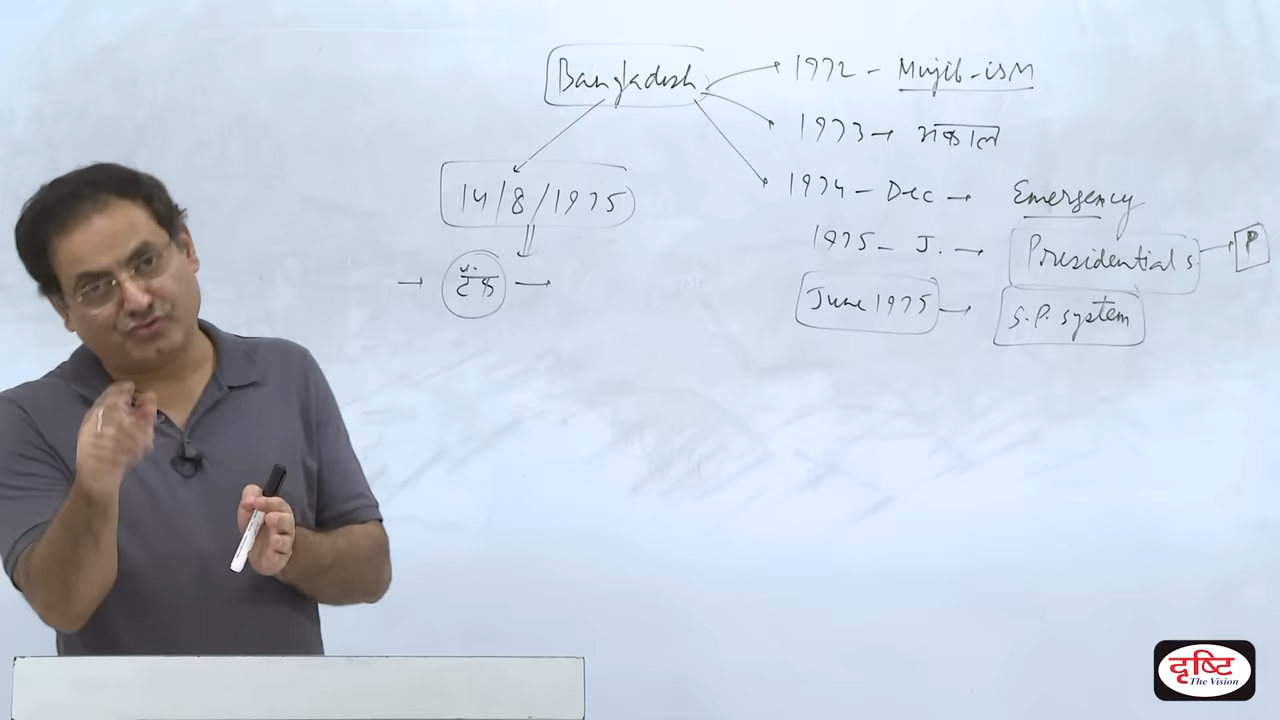 Bangladesh
1972 - Mujib-ism
1973 → अकाल
1974 - Dec → Emergency
1975 - J. → Presidential s → P
June 1975 → S.P. system
14/8/1975
→ टैंक →
दृष्टि
The Vision